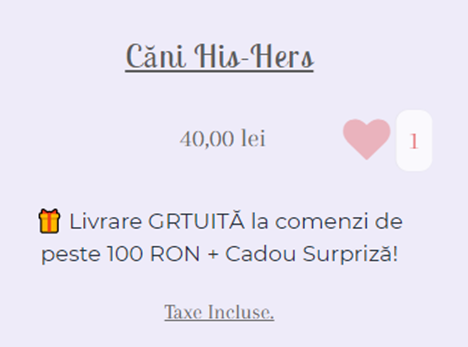 Căni His-Hers
40,00 lei
1
Livrare GRTUITĂ la comenzi de
peste 100 RON + Cadou Surpriză!
Taxe Incluse.